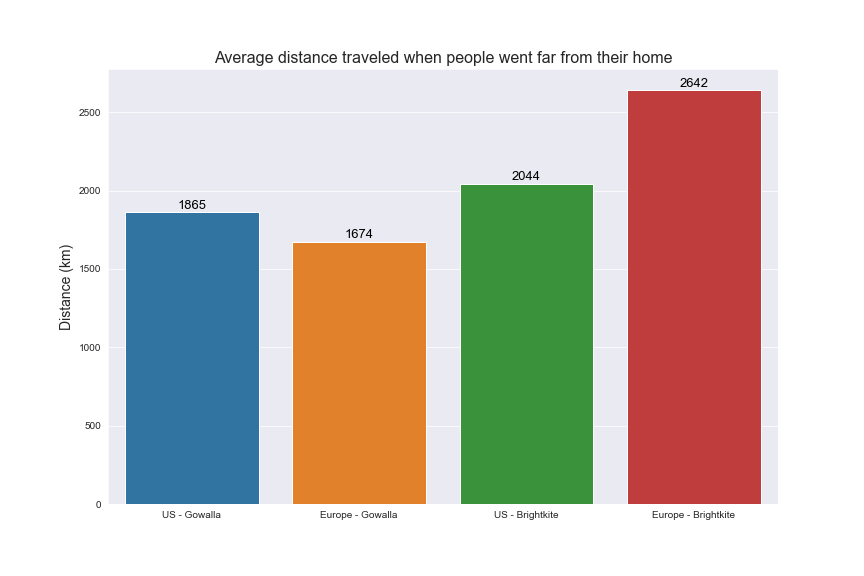 Average distance traveled when people went far from their home
2642
2500
2044
2000
1865
1674
1500
Distance (km)
1000
500
0
US - Gowalla
Europe - Gowalla
US - Brightkite
Europe - Brightkite